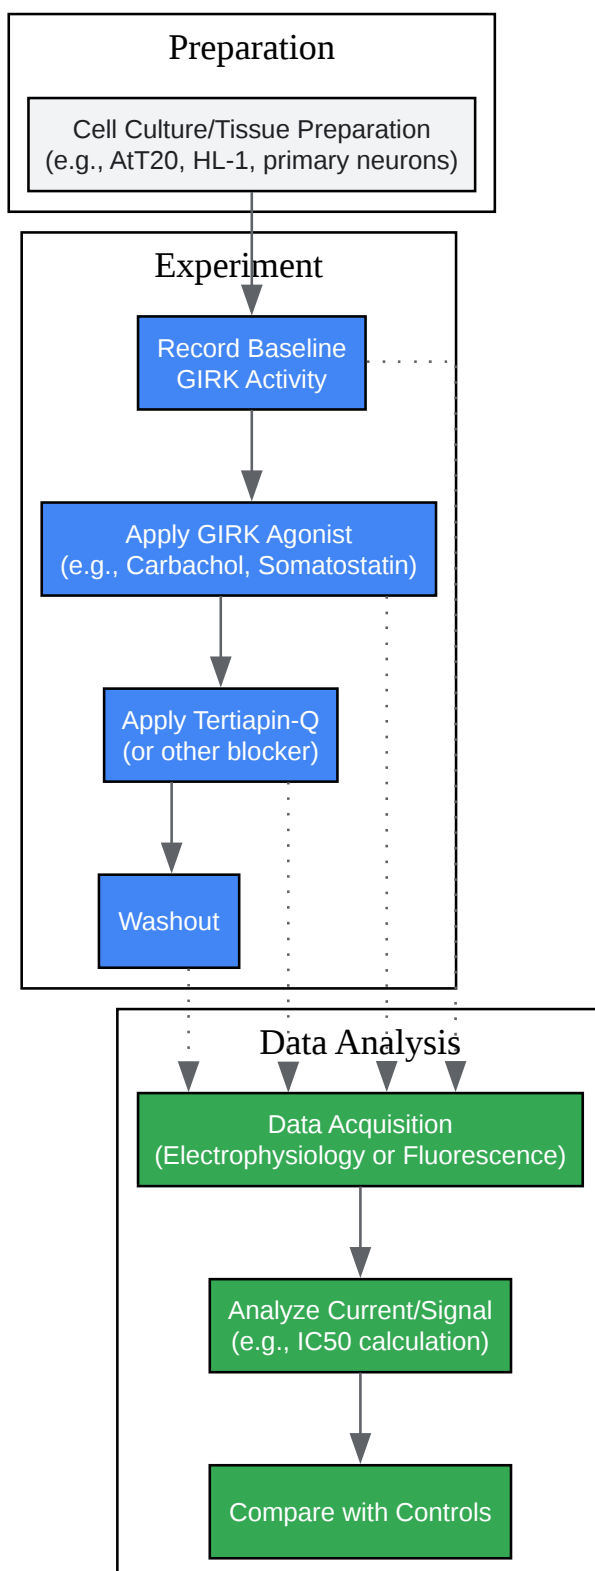 Preparation
Cell Culture/Tissue Preparation
(e.g., AtT20, HL-1, primary neurons)
Experiment
Record Baseline
GIRK Activity
Apply GIRK Agonist
(e.g., Carbachol, Somatostatin)
Apply Tertiapin-Q
(or other blocker)
Washout
Data Analysis
Data Acquisition
(Electrophysiology or Fluorescence)
Analyze Current/Signal
(e.g., IC50 calculation)
Compare with Controls